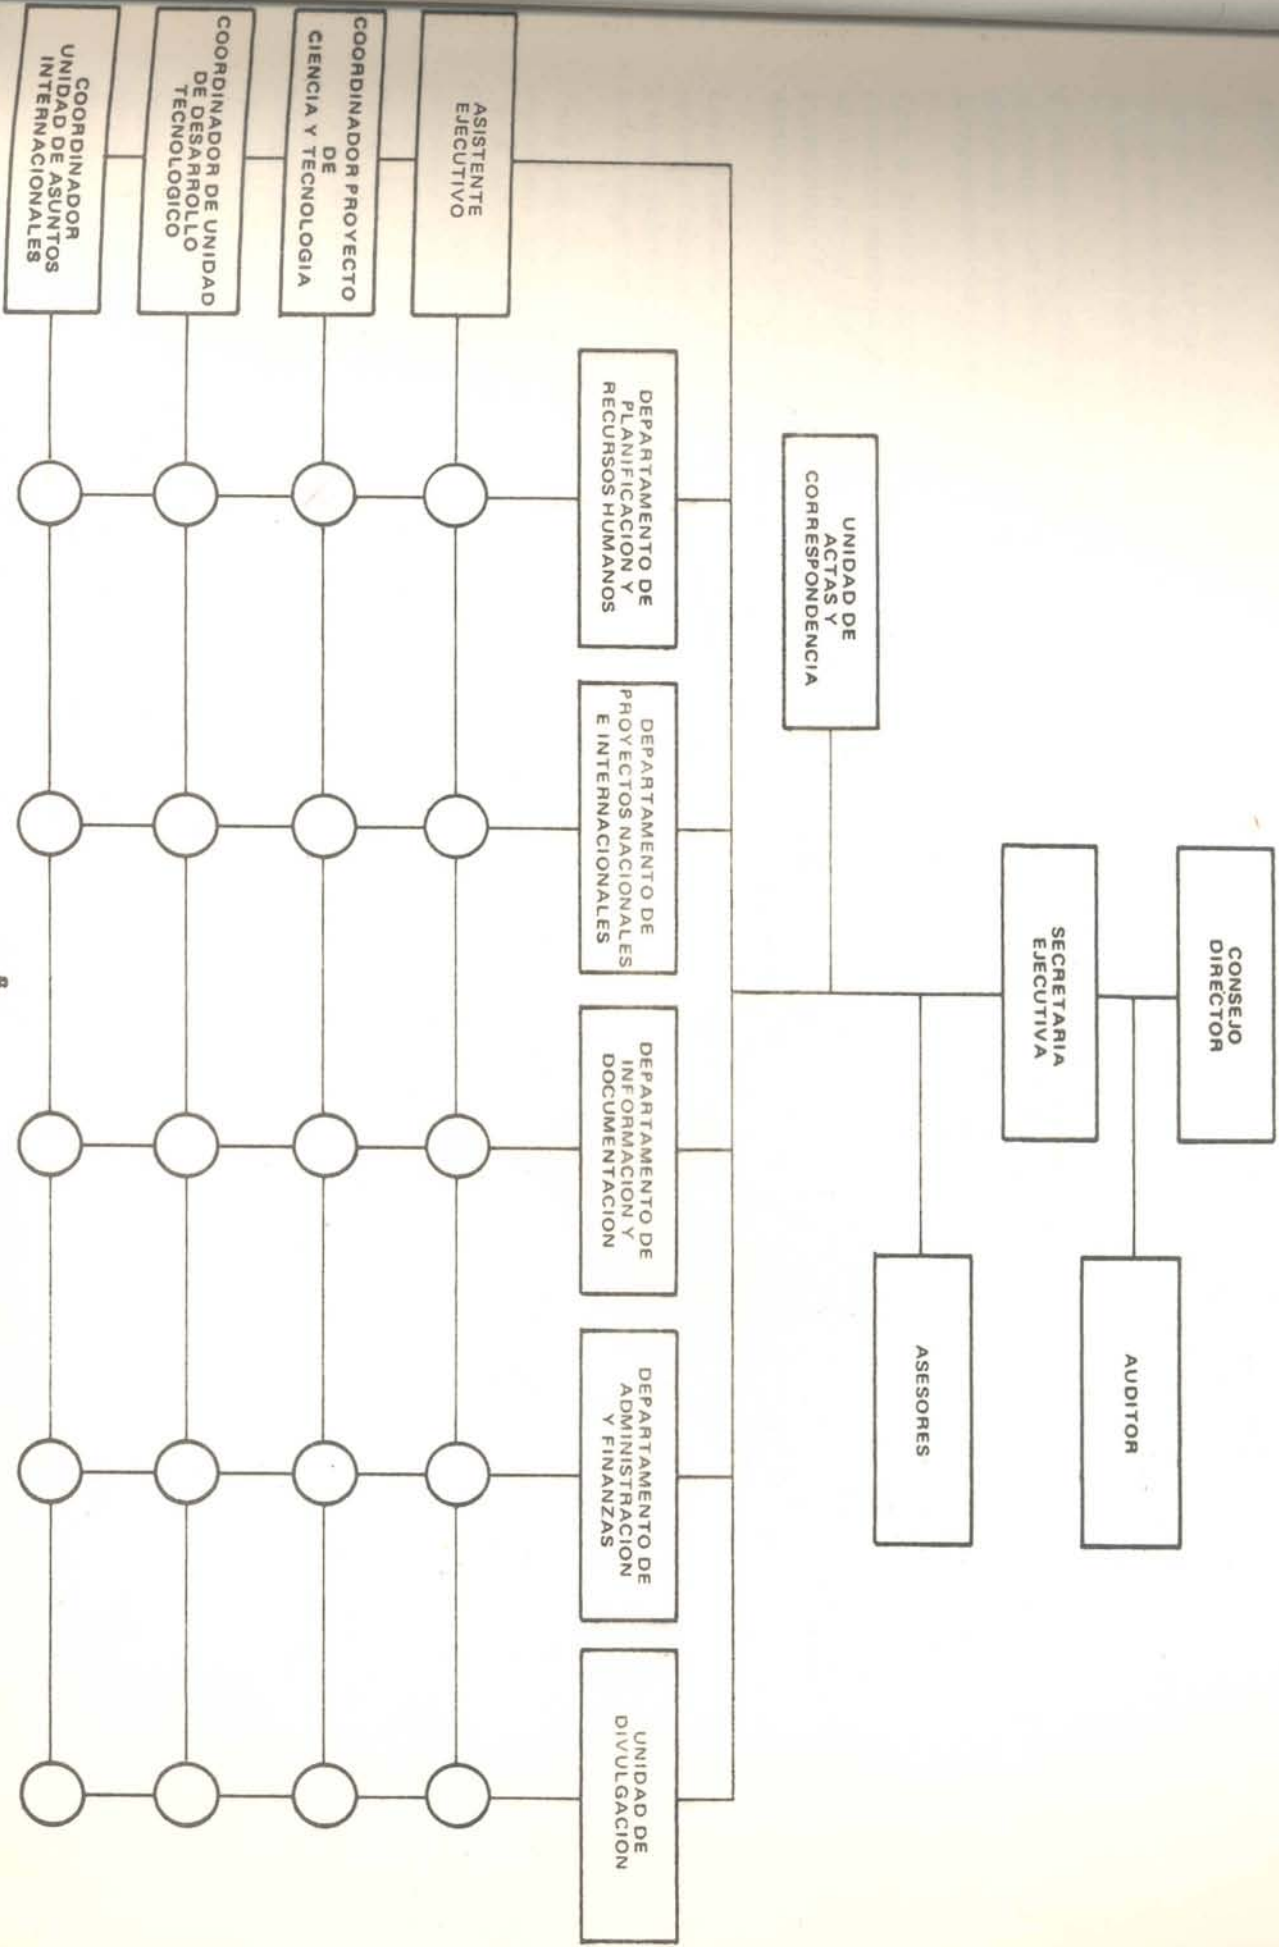 CONSEJO
DIRECTOR
AUDITOR
SECRETARIA
EJECUTIVA
ASESORES
UNIDAD DE
ACTAS Y
CORRESPONDENCIA
DEPARTAMENTO DE
PLANIFICACION Y
RECURSOS HUMANOS
DEPARTAMENTO DE
PROYECTOS NACIONALES
E INTERNACIONALES
DEPARTAMENTO DE
INFORMACION Y
DOCUMENTACION
DEPARTAMENTO DE
ADMINISTRACION
Y FINANZAS
UNIDAD DE
DIVULGACION
ASISTENTE
EJECUTIVO
COORDINADOR PROYECTO
DE
CIENCIA Y TECNOLOGIA
COORDINADOR DE UNIDAD
DE DESARROLLO
TECNOLOGICO
COORDINADOR
UNIDAD DE ASUNTOS
INTERNACIONALES